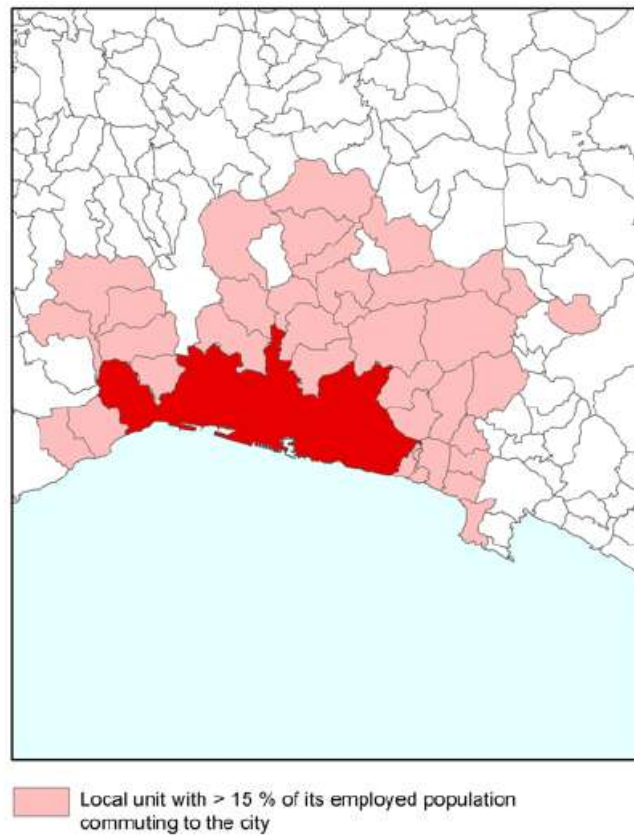 Local unit with > 15 % of its employed population
commuting to the city